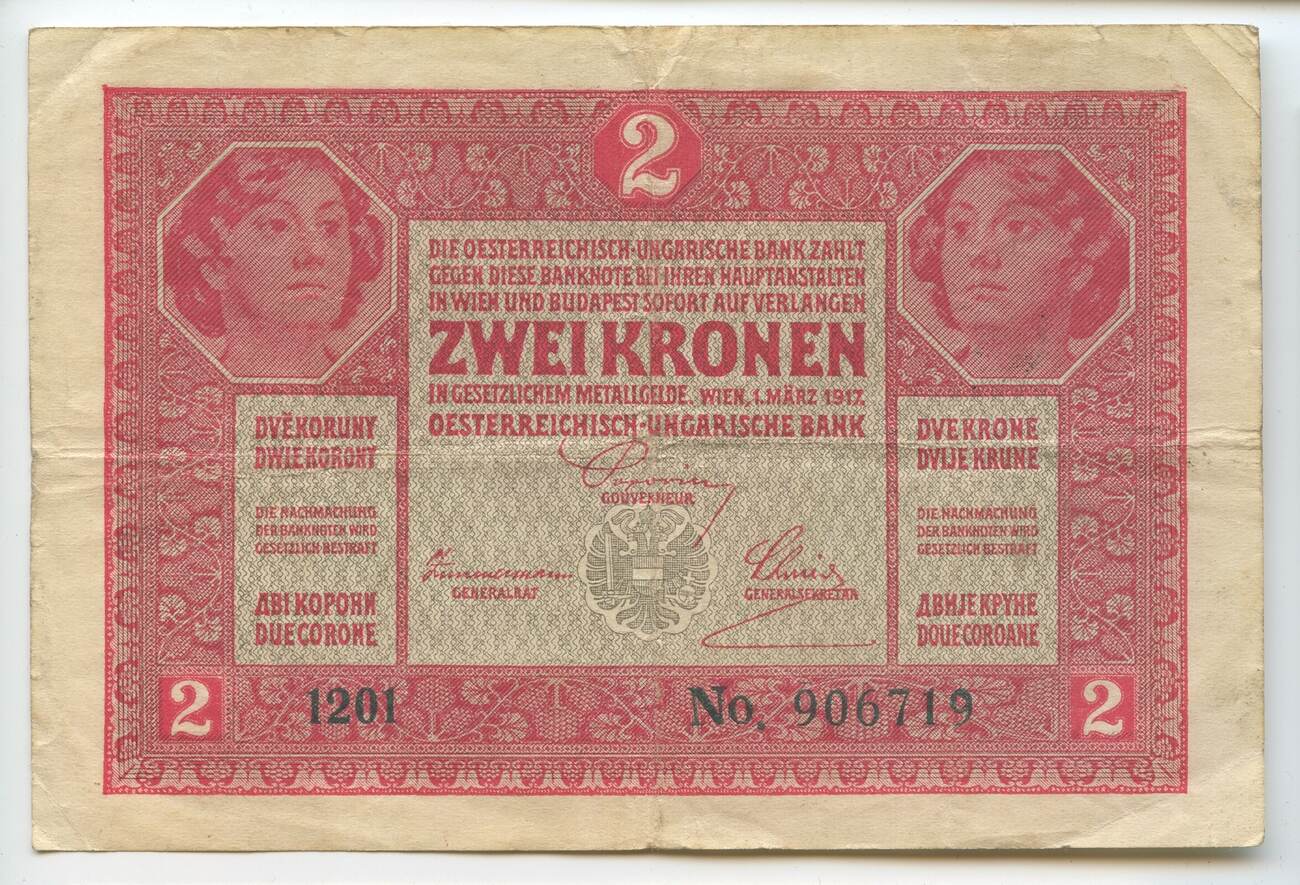 2
DIE OESTERREICHISCH-UNGARISCHE BANK ZAHLT
GEGEN DIESE BANKNOTE BEI IHREN HAUPTANSTALTEN
IN WIEN UND BUDAPEST SOFORT AUF VERLANGEN
ZWEI KRONEN
IN GESETZLICHEM METALLGELDE. WIEN, 1. MÄRZ 1917.
OESTERREICHISCH-UNGARISCHE BANK
DVĚ KORUNY
DWIE KORONY
DIE NACHMACHUNG
DER BANKNOTEN WIRD
GESETZLICH BESTRAFT
ДВІ КОРОНИ
DUE CORONE
Popovics
GOUVERNEUR
GENERALRAT
GENERALSEKRETÄR
DVE KRONE
DVIJE KRUNE
DIE NACHMACHUNG
DER BANKNOTEN WIRD
GESETZLICH BESTRAFT
ДВИЈЕ КРУНЕ
DOUE COROANE
2
1201
No. 906719
2